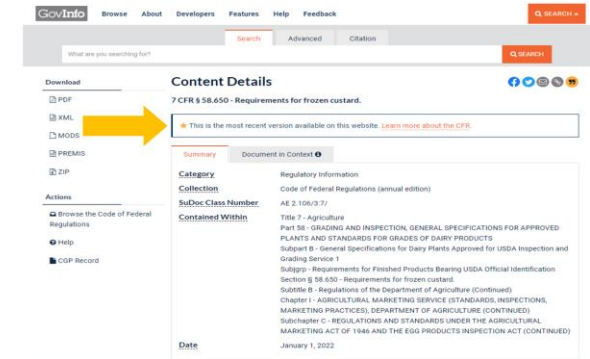 GovInfo Browse About Developers Features Help Feedback SEARCH
Search Advanced Citation
What are you searching for? SEARCH
Download
PDF
XML
MODS
PREMIS
ZIP
Actions
Browse the Code of Federal
Regulations
Help
CGP Record
Content Details
7 CFR § 58.650 - Requirements for frozen custard.
This is the most recent version available on this website. Learn more about the CFR.
Summary Document in Context
Category Regulatory Information
Collection Code of Federal Regulations (annual edition)
SuDoc Class Number AE 2.106/3:7/
Contained Within Title 7 - Agriculture
Part 58 - GRADING AND INSPECTION, GENERAL SPECIFICATIONS FOR APPROVED
PLANTS AND STANDARDS FOR GRADES OF DAIRY PRODUCTS
Subpart B - General Specifications for Dairy Plants Approved for USDA Inspection and
Grading Service 1
Subjgrp - Requirements for Finished Products Bearing USDA Official Identification
Section § 58.650 - Requirements for frozen custard.
Subtitle B - Regulations of the Department of Agriculture (Continued)
Chapter I - AGRICULTURAL MARKETING SERVICE (STANDARDS, INSPECTIONS,
MARKETING PRACTICES), DEPARTMENT OF AGRICULTURE (CONTINUED)
Subchapter C - REGULATIONS AND STANDARDS UNDER THE AGRICULTURAL
MARKETING ACT OF 1946 AND THE EGG PRODUCTS INSPECTION ACT (CONTINUED)
Date January 1, 2022